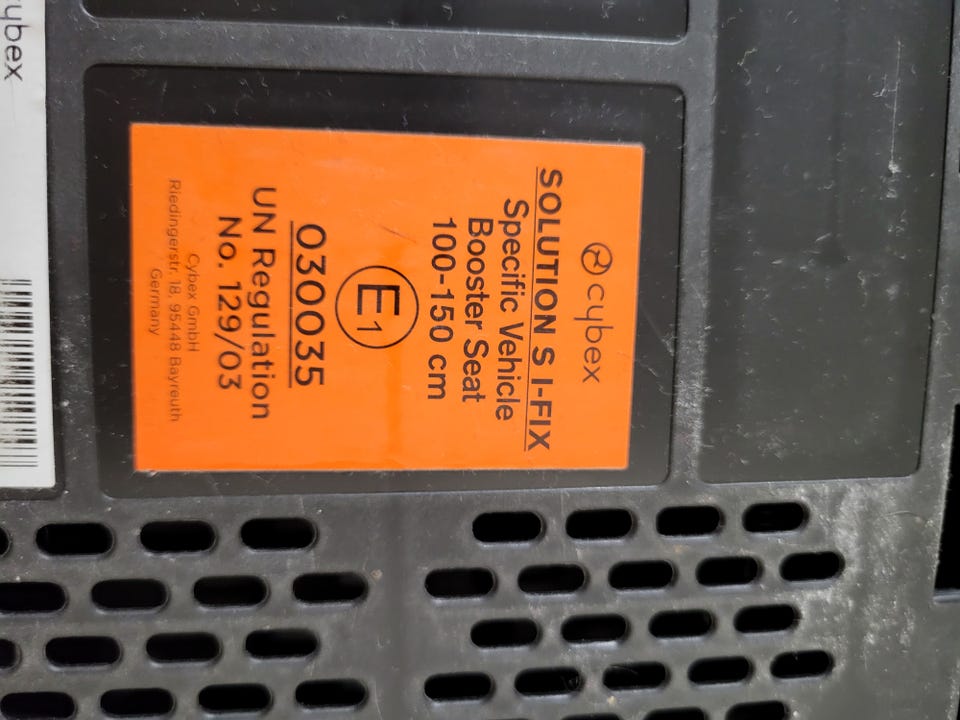 cybex
SOLUTION S I-FIX
Specific Vehicle
Booster Seat
100-150 cm
E1
030035
UN Regulation
No. 129/03
Cybex GmbH
Riedingerstr. 18, 95448 Bayreuth
Germany
cybex